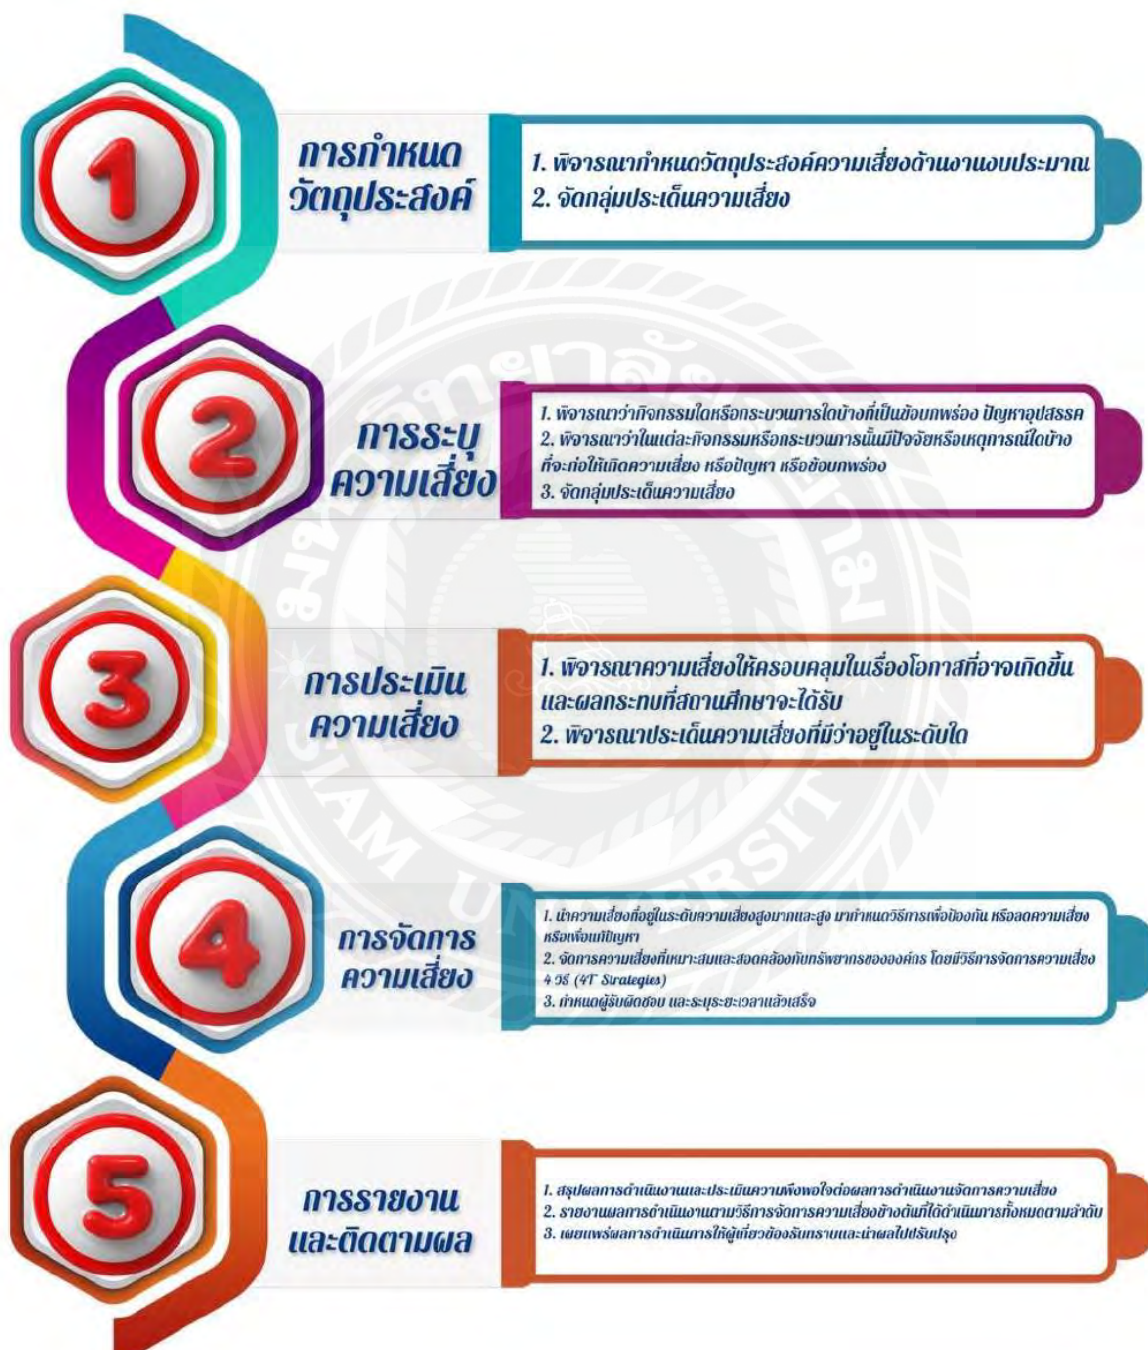 1
การกำหนด
วัตถุประสงค์
1. พิจารณากำหนดวัตถุประสงค์ความเสี่ยงด้านงานงบประมาณ
2. จัดกลุ่มประเด็นความเสี่ยง
2
การระบุ
ความเสี่ยง
1. พิจารณาว่ากิจกรรมใดหรือกระบวนการใดบ้างที่เป็นข้อบกพร่อง ปัญหาอุปสรรค
2. พิจารณาว่าในแต่ละกิจกรรมหรือกระบวนการนั้นมีปัจจัยหรือเหตุการณ์ใดบ้าง
ที่จะก่อให้เกิดความเสี่ยง หรือปัญหา หรือข้อบกพร่อง
3. จัดกลุ่มประเด็นความเสี่ยง
3
การประเมิน
ความเสี่ยง
1. พิจารณาความเสี่ยงให้ครอบคลุมในเรื่องโอกาสที่อาจเกิดขึ้น
และผลกระทบที่สถานศึกษาจะได้รับ
2. พิจารณาประเด็นความเสี่ยงที่มีว่าอยู่ในระดับใด
4
การจัดการ
ความเสี่ยง
1. นำความเสี่ยงที่อยู่ในระดับความเสี่ยงสูงมากและสูง มากำหนดวิธีการเพื่อป้องกัน หรือลดความเสี่ยง
หรือเพื่อแก้ปัญหา
2. จัดการความเสี่ยงที่เหมาะสมและสอดคล้องกับทรัพยากรขององค์กร โดยมีวิธีการจัดการความเสี่ยง
4 วิธี (4T Strategies)
3. กำหนดผู้รับผิดชอบ และระบุระยะเวลาแล้วเสร็จ
5
การรายงาน
และติดตามผล
1. สรุปผลการดำเนินงานและประเมินความพึงพอใจต่อผลการดำเนินงานจัดการความเสี่ยง
2. รายงานผลการดำเนินงานตามวิธีการจัดการความเสี่ยงข้างต้นที่ได้ดำเนินการทั้งหมดตามลำดับ
3. เผยแพร่ผลการดำเนินการให้ผู้เกี่ยวข้องรับทราบและนำผลไปปรับปรุง
มหาวิทยาลัยสยาม
SIAM UNIVERSITY